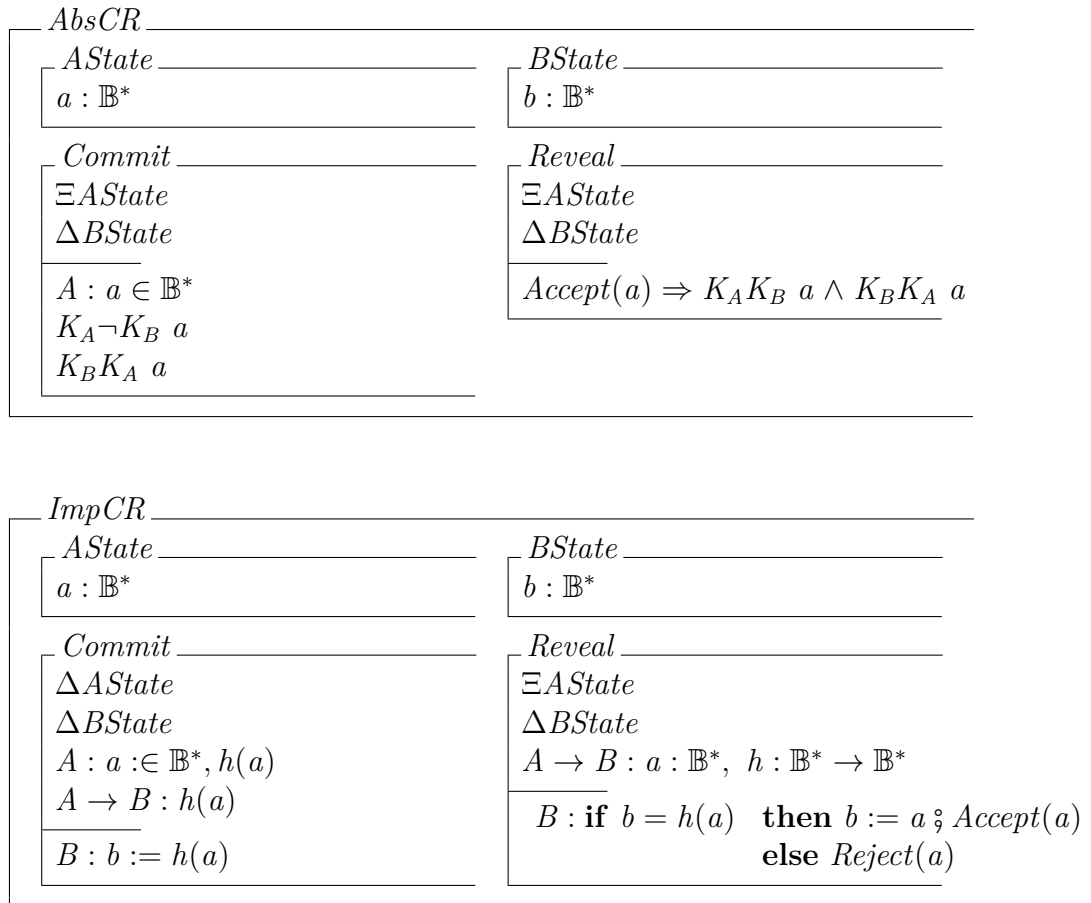 AbsCR
AState
a : 𝔹*
BState
b : 𝔹*
Commit
ΞAState
ΔBState
A : a ∈ 𝔹*
K_A¬K_B a
K_BK_A a
Reveal
ΞAState
ΔBState
Accept(a) ⇒ K_AK_B a ∧ K_BK_A a
ImpCR
AState
a : 𝔹*
BState
b : 𝔹*
Commit
ΔAState
ΔBState
A : a :∈ 𝔹*, h(a)
A → B : h(a)
B : b := h(a)
Reveal
ΞAState
ΔBState
A → B : a : 𝔹*, h : 𝔹* → 𝔹*
B : if b = h(a) then b := a ⨟ Accept(a)
else Reject(a)